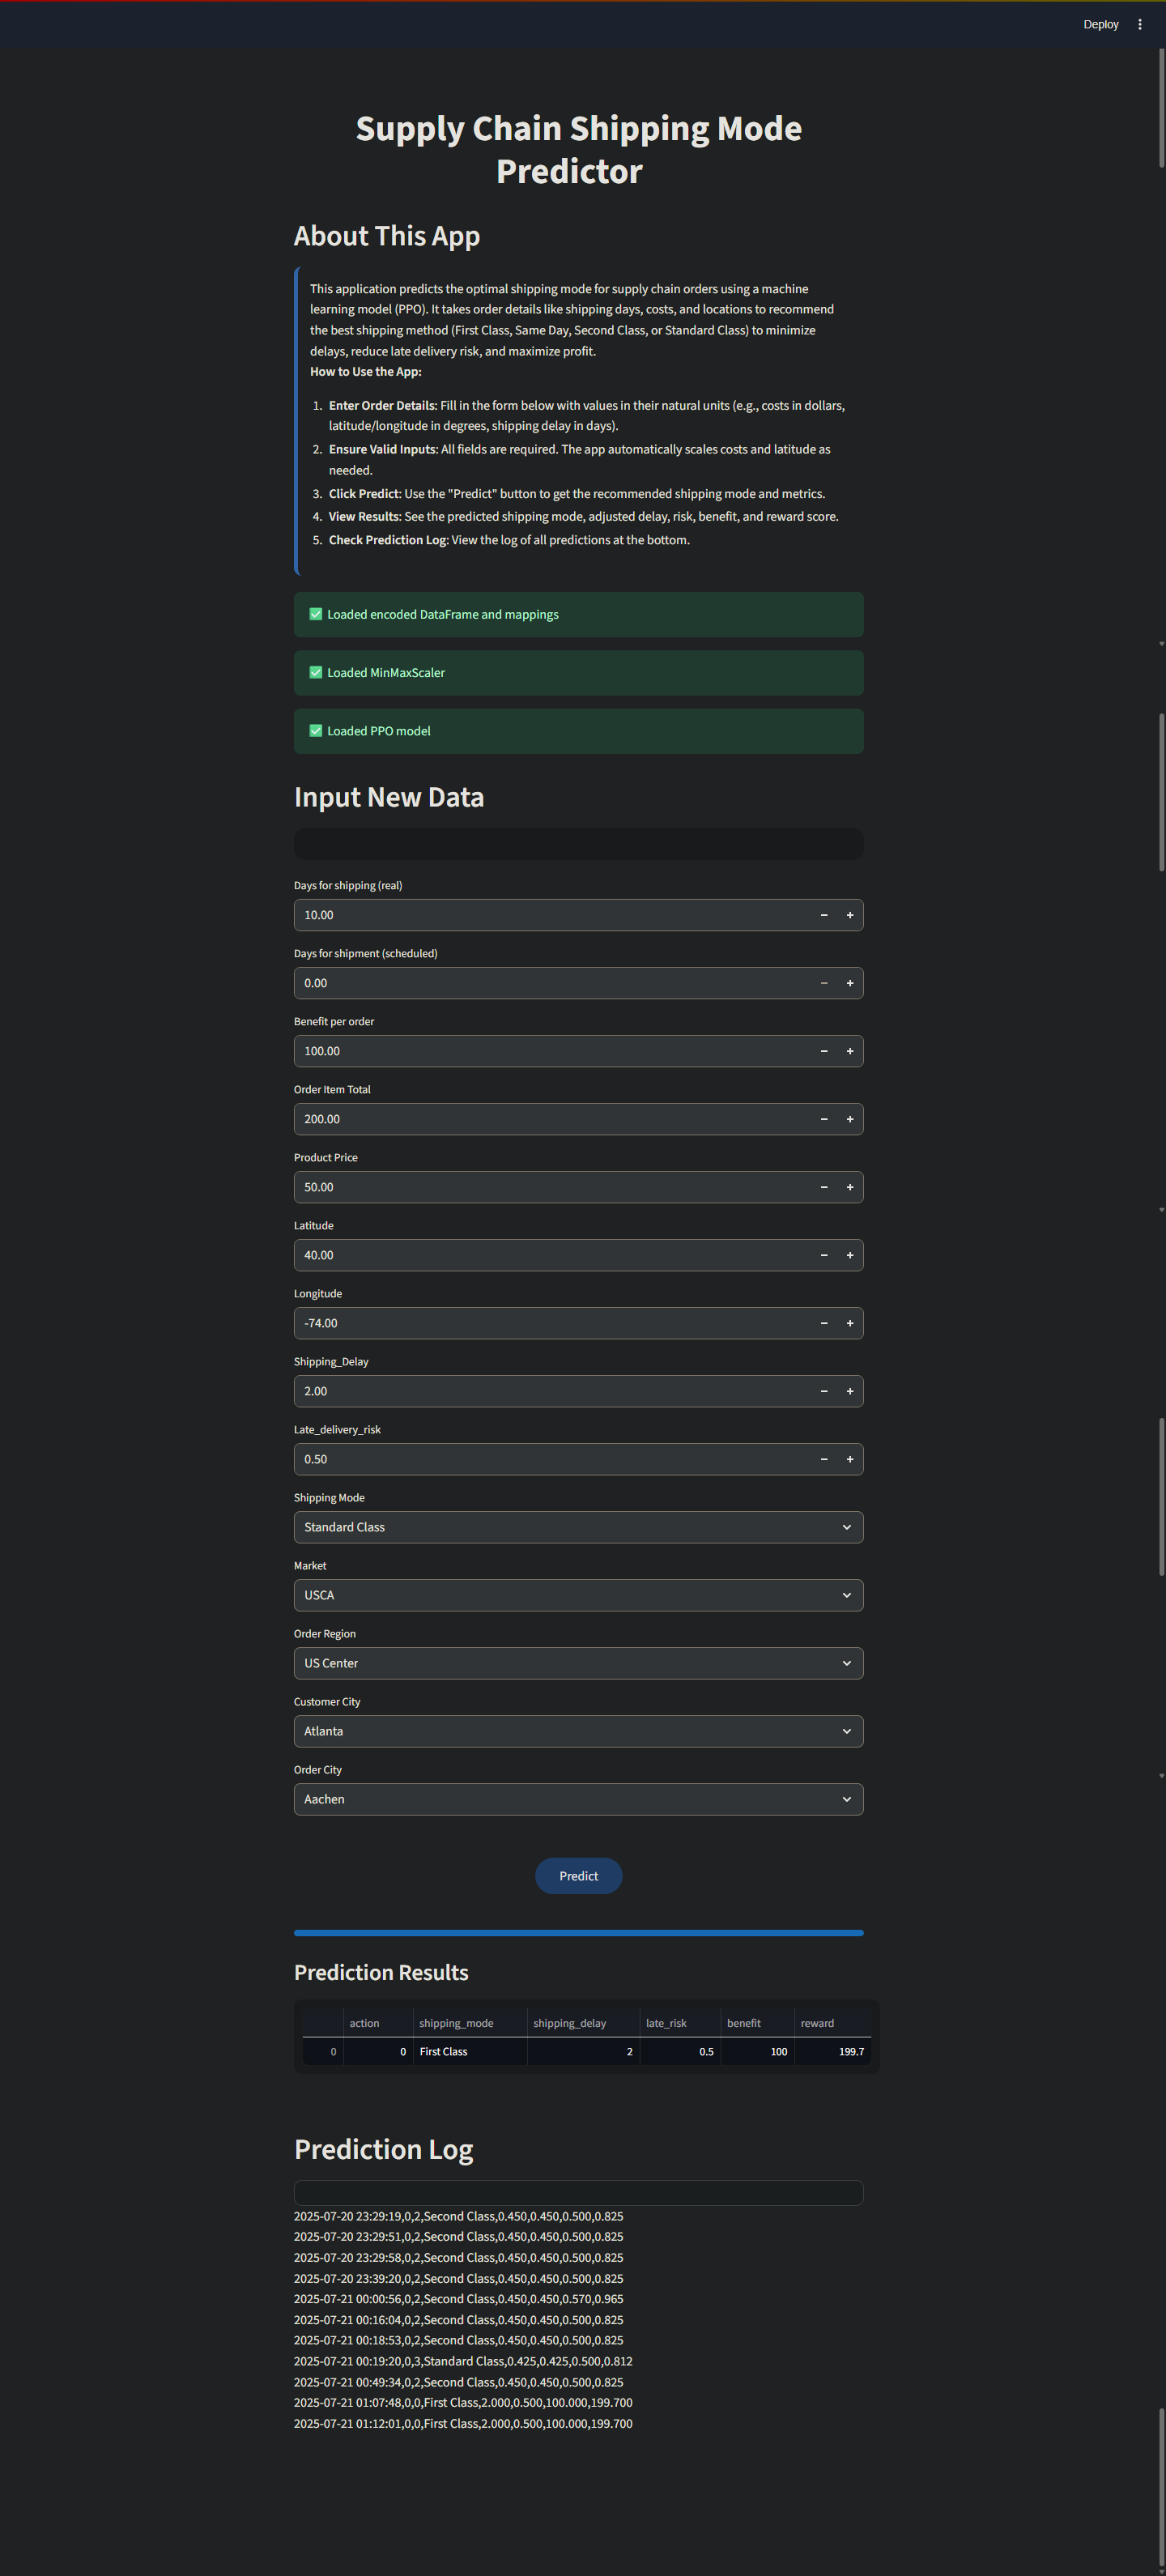 Deploy
Supply Chain Shipping Mode
Predictor
About This App
This application predicts the optimal shipping mode for supply chain orders using a machine
learning model (PPO). It takes order details like shipping days, costs, and locations to recommend
the best shipping method (First Class, Same Day, Second Class, or Standard Class) to minimize
delays, reduce late delivery risk, and maximize profit.
How to Use the App:
1. Enter Order Details: Fill in the form below with values in their natural units (e.g., costs in dollars,
latitude/longitude in degrees, shipping delay in days).
2. Ensure Valid Inputs: All fields are required. The app automatically scales costs and latitude as
needed.
3. Click Predict: Use the "Predict" button to get the recommended shipping mode and metrics.
4. View Results: See the predicted shipping mode, adjusted delay, risk, benefit, and reward score.
5. Check Prediction Log: View the log of all predictions at the bottom.
✅ Loaded encoded DataFrame and mappings
✅ Loaded MinMaxScaler
✅ Loaded PPO model
Input New Data
Days for shipping (real)
10.00
Days for shipment (scheduled)
0.00
Benefit per order
100.00
Order Item Total
200.00
Product Price
50.00
Latitude
40.00
Longitude
-74.00
Shipping_Delay
2.00
Late_delivery_risk
0.50
Shipping Mode
Standard Class
Market
USCA
Order Region
US Center
Customer City
Atlanta
Order City
Aachen
Predict
Prediction Results
action shipping_mode shipping_delay late_risk benefit reward
0 0 First Class 2 0.5 100 199.7
Prediction Log
2025-07-20 23:29:19,0,2,Second Class,0.450,0.450,0.500,0.825
2025-07-20 23:29:51,0,2,Second Class,0.450,0.450,0.500,0.825
2025-07-20 23:29:58,0,2,Second Class,0.450,0.450,0.500,0.825
2025-07-20 23:39:20,0,2,Second Class,0.450,0.450,0.500,0.825
2025-07-21 00:00:56,0,2,Second Class,0.450,0.450,0.570,0.965
2025-07-21 00:16:04,0,2,Second Class,0.450,0.450,0.500,0.825
2025-07-21 00:18:53,0,2,Second Class,0.450,0.450,0.500,0.825
2025-07-21 00:19:20,0,3,Standard Class,0.425,0.425,0.500,0.812
2025-07-21 00:49:34,0,2,Second Class,0.450,0.450,0.500,0.825
2025-07-21 01:07:48,0,0,First Class,2.000,0.500,100.000,199.700
2025-07-21 01:12:01,0,0,First Class,2.000,0.500,100.000,199.700